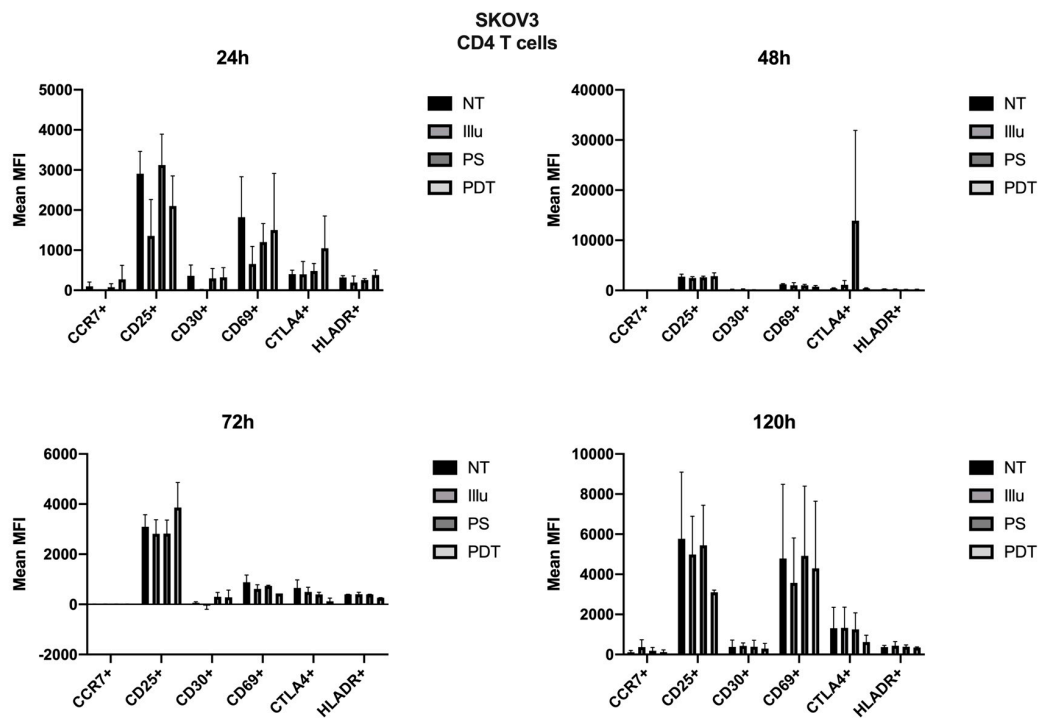 SKOV3
CD4 T cells
24h
Mean MFI
5000
4000
3000
2000
1000
0
CCR7+
CD25+
CD30+
CD69+
CTLA4+
HLADR+
NT
Illu
PS
PDT
48h
Mean MFI
40000
30000
20000
10000
0
CCR7+
CD25+
CD30+
CD69+
CTLA4+
HLADR+
NT
Illu
PS
PDT
72h
Mean MFI
6000
4000
2000
0
-2000
CCR7+
CD25+
CD30+
CD69+
CTLA4+
HLADR+
NT
Illu
PS
PDT
120h
Mean MFI
10000
8000
6000
4000
2000
0
CCR7+
CD25+
CD30+
CD69+
CTLA4+
HLADR+
NT
Illu
PS
PDT